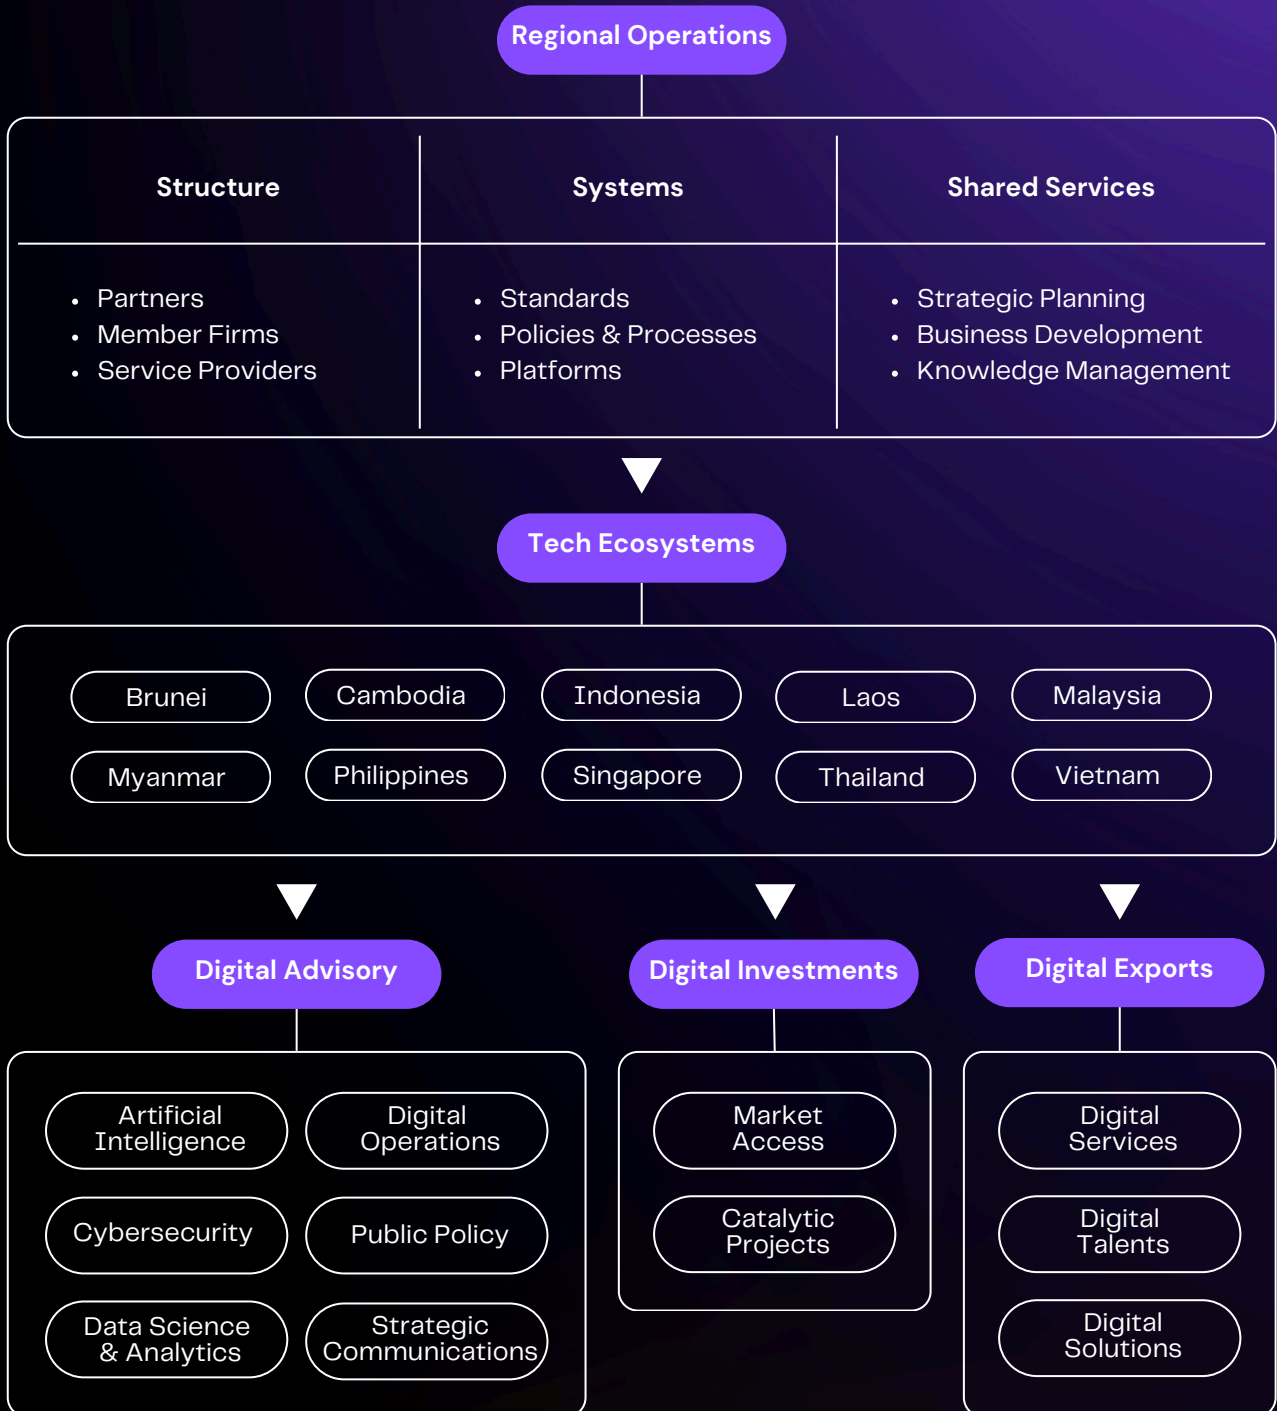 Regional Operations
Structure
Systems
Shared Services
• Partners
• Member Firms
• Service Providers
• Standards
• Policies & Processes
• Platforms
• Strategic Planning
• Business Development
• Knowledge Management
Tech Ecosystems
Brunei
Cambodia
Indonesia
Laos
Malaysia
Myanmar
Philippines
Singapore
Thailand
Vietnam
Digital Advisory
Artificial
Intelligence
Digital
Operations
Cybersecurity
Public Policy
Data Science
& Analytics
Strategic
Communications
Digital Investments
Market
Access
Catalytic
Projects
Digital Exports
Digital
Services
Digital
Talents
Digital
Solutions